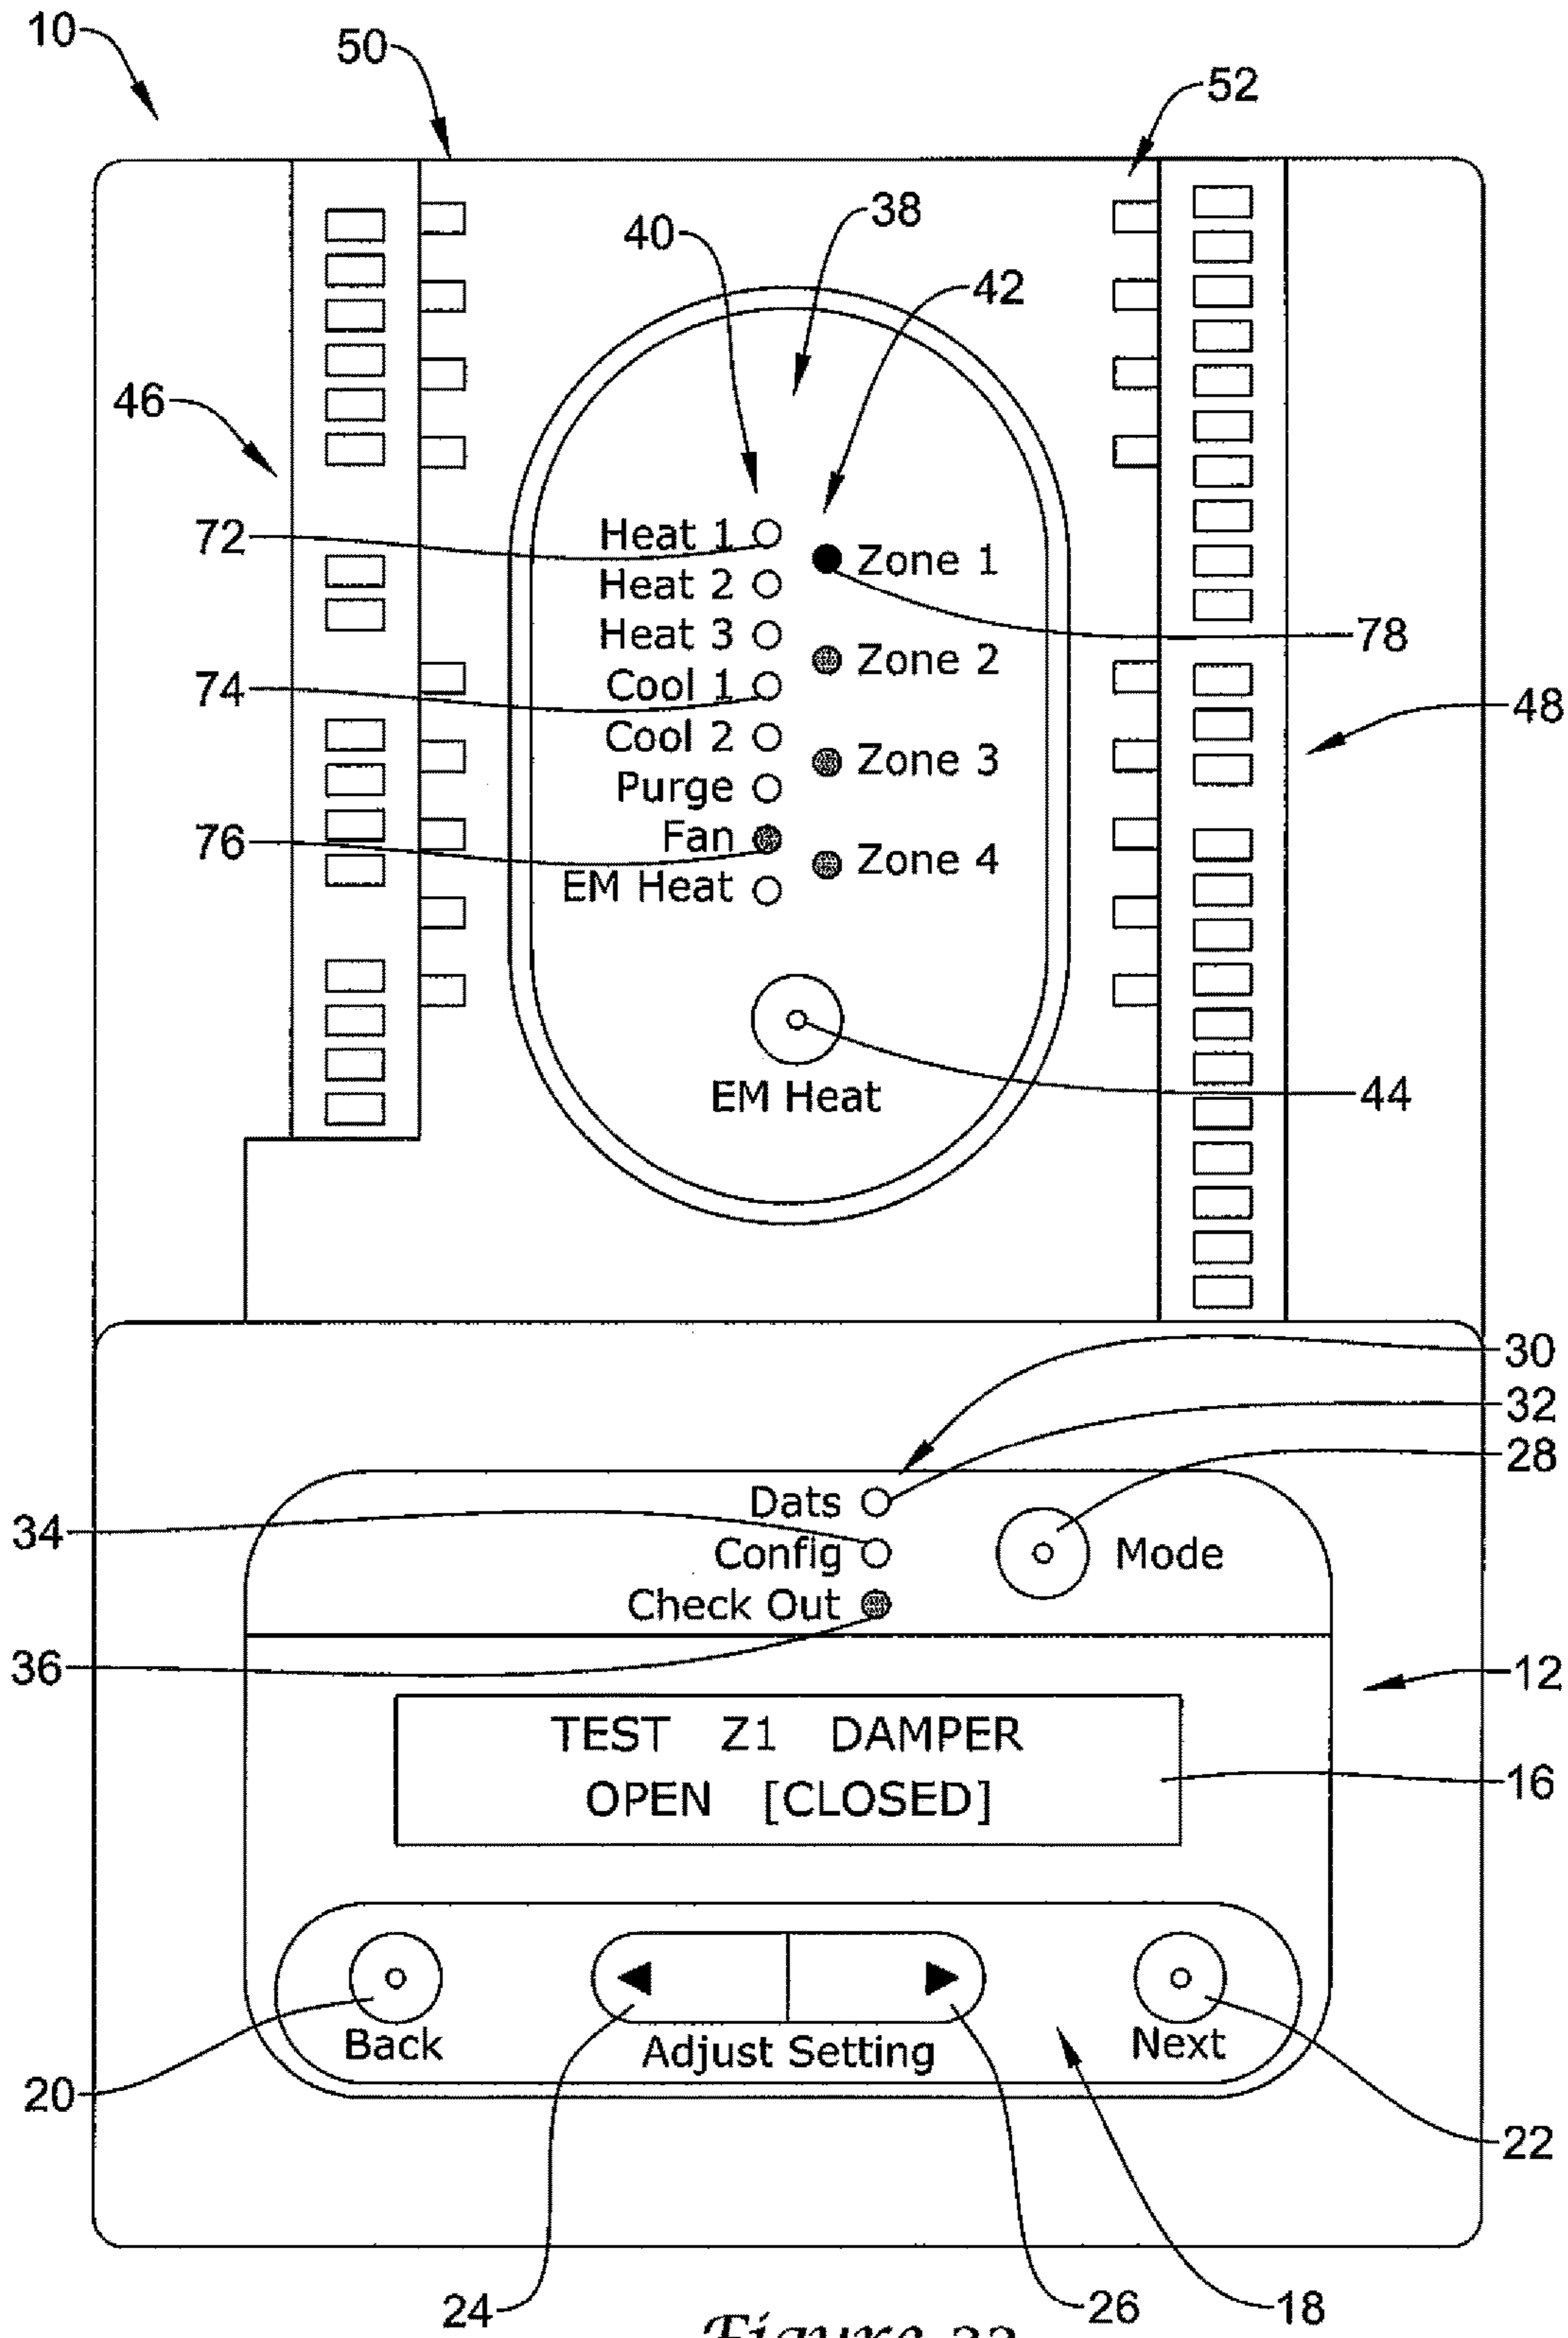 10
50
52
40
38
42
46
72
Heat 1
Zone 1
Heat 2
78
Heat 3
Zone 2
74
Cool 1
48
Cool 2
Zone 3
Purge
76
Fan
Zone 4
EM Heat
EM Heat
44
30
32
28
Dats
34
Config
Mode
Check Out
36
12
TEST Z1 DAMPER
OPEN [CLOSED]
16
Back
Adjust Setting
Next
20
22
24
26
18
Figure